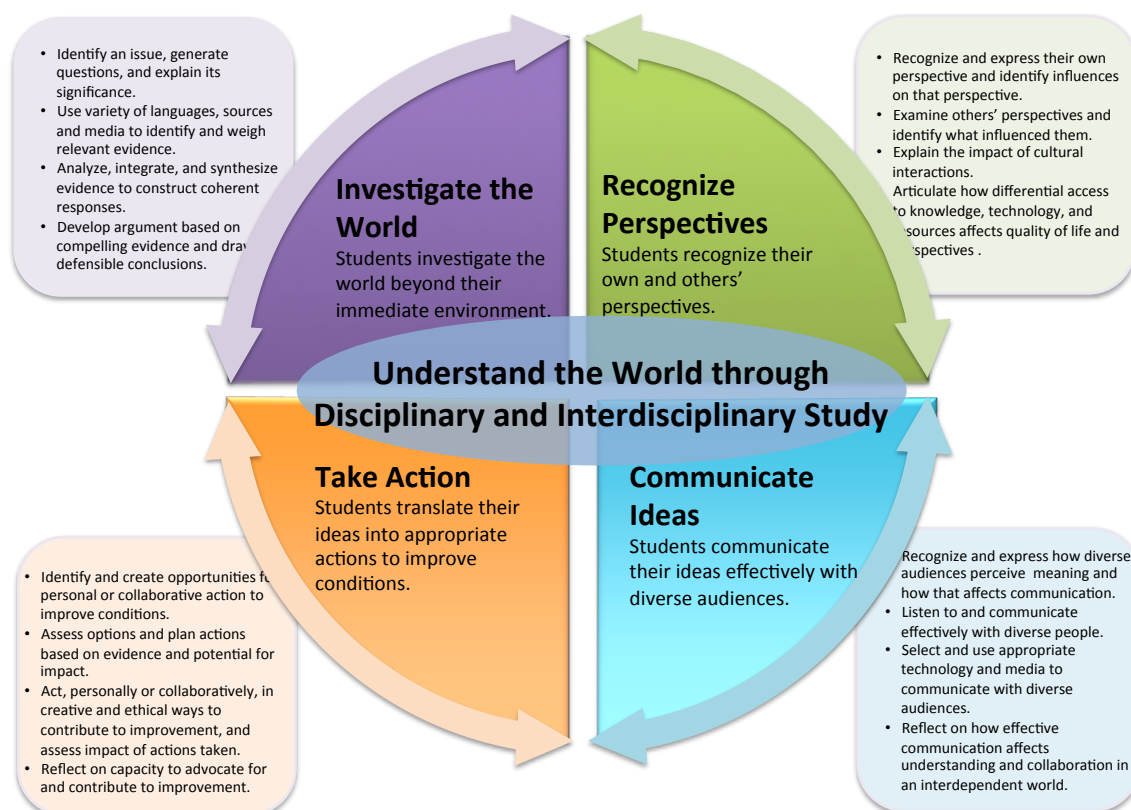 • Identify an issue, generate
questions, and explain its
significance.
• Use variety of languages, sources
and media to identify and weigh
relevant evidence.
• Analyze, integrate, and synthesize
evidence to construct coherent
responses.
• Develop argument based on
compelling evidence and draw
defensible conclusions.
Investigate the
World
Students investigate the
world beyond their
immediate environment.
Recognize
Perspectives
Students recognize their
own and others’
perspectives.
• Recognize and express their own
perspective and identify influences
on that perspective.
• Examine others’ perspectives and
identify what influenced them.
• Explain the impact of cultural
interactions.
Articulate how differential access
to knowledge, technology, and
resources affects quality of life and
perspectives .
Understand the World through
Disciplinary and Interdisciplinary Study
Take Action
Students translate their
ideas into appropriate
actions to improve
conditions.
Communicate
Ideas
Students communicate
their ideas effectively with
diverse audiences.
• Identify and create opportunities for
personal or collaborative action to
improve conditions.
• Assess options and plan actions
based on evidence and potential for
impact.
• Act, personally or collaboratively, in
creative and ethical ways to
contribute to improvement, and
assess impact of actions taken.
• Reflect on capacity to advocate for
and contribute to improvement.
Recognize and express how diverse
audiences perceive  meaning and
how that affects communication.
• Listen to and communicate
effectively with diverse people.
• Select and use appropriate
technology and media to
communicate with diverse
audiences.
• Reflect on how effective
communication affects
understanding and collaboration in
an interdependent world.